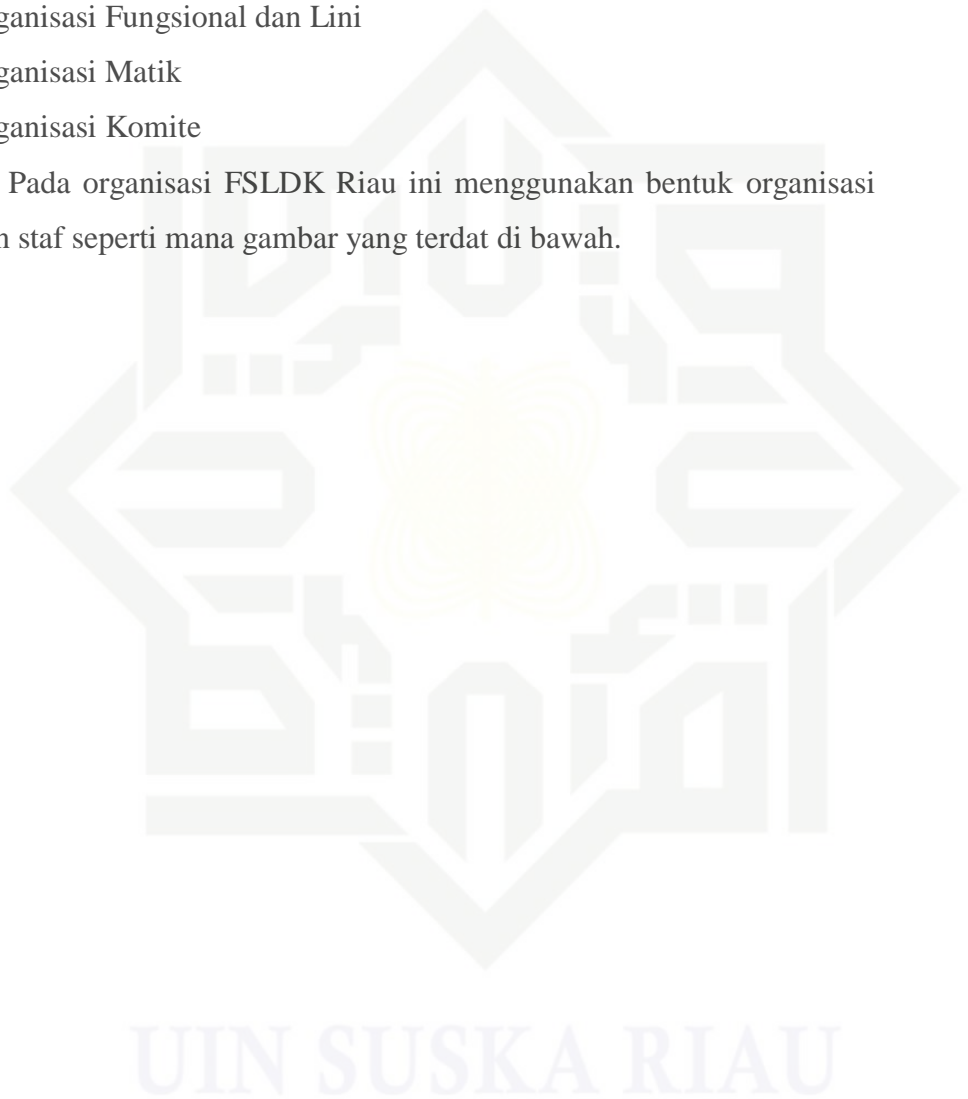 ganisasi Fungsional dan Lini
ganisasi Matik
ganisasi Komite
Pada organisasi FSLDK Riau ini menggunakan bentuk organisasi
n staf seperti mana gambar yang terdat di bawah.
UIN SUSKA RIAU